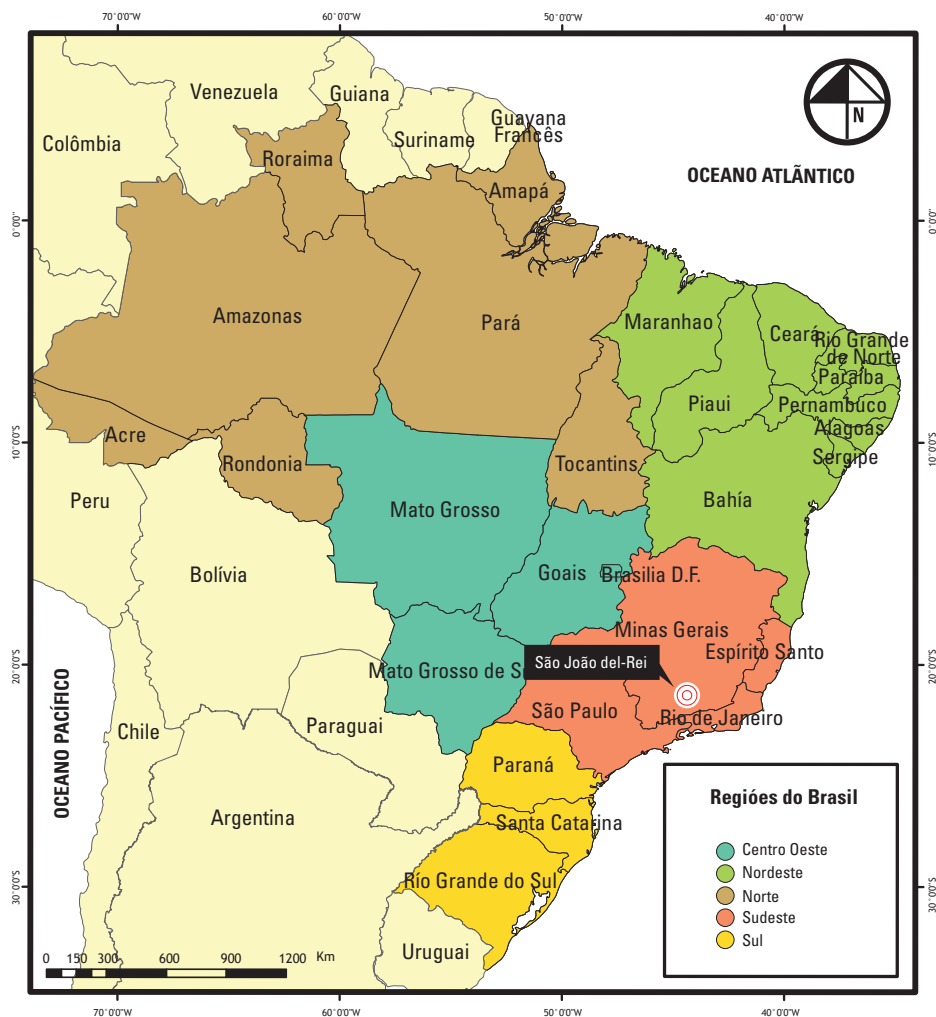 70°0'0"W
60°0'0"W
50°0'0"W
40°0'0"W
Venezuela
Guiana
Guayana
Francês
Suriname
Colômbia
Roraima
Amapá
N
OCEANO ATLÃNTICO
0°0'0"
0°0'0"
Amazonas
Pará
Maranhao
Ceará
Rio Grande
de Norte
Paraíba
Piaui
Pernambuco
Alagoas
Sergipe
Acre
Rondonia
Tocantins
10°0'0"S
10°0'0"S
Peru
Mato Grosso
Bahía
Bolívia
Goais
Brasilia D.F.
Minas Gerais
Espírito Santo
São João del-Rei
20°0'0"S
20°0'0"S
Mato Grosso de S
São Paulo
Rio de Janeiro
OCEANO PACÍFICO
Chile
Paraguai
Paraná
Argentina
Santa Catarina
Río Grande do Sul
Uruguai
30°0'0"S
30°0'0"S
Regióes do Brasil
Centro Oeste
Nordeste
Norte
Sudeste
Sul
0 150 300 600 900 1200 Km
70°0'0"W
60°0'0"W
50°0'0"W
40°0'0"W